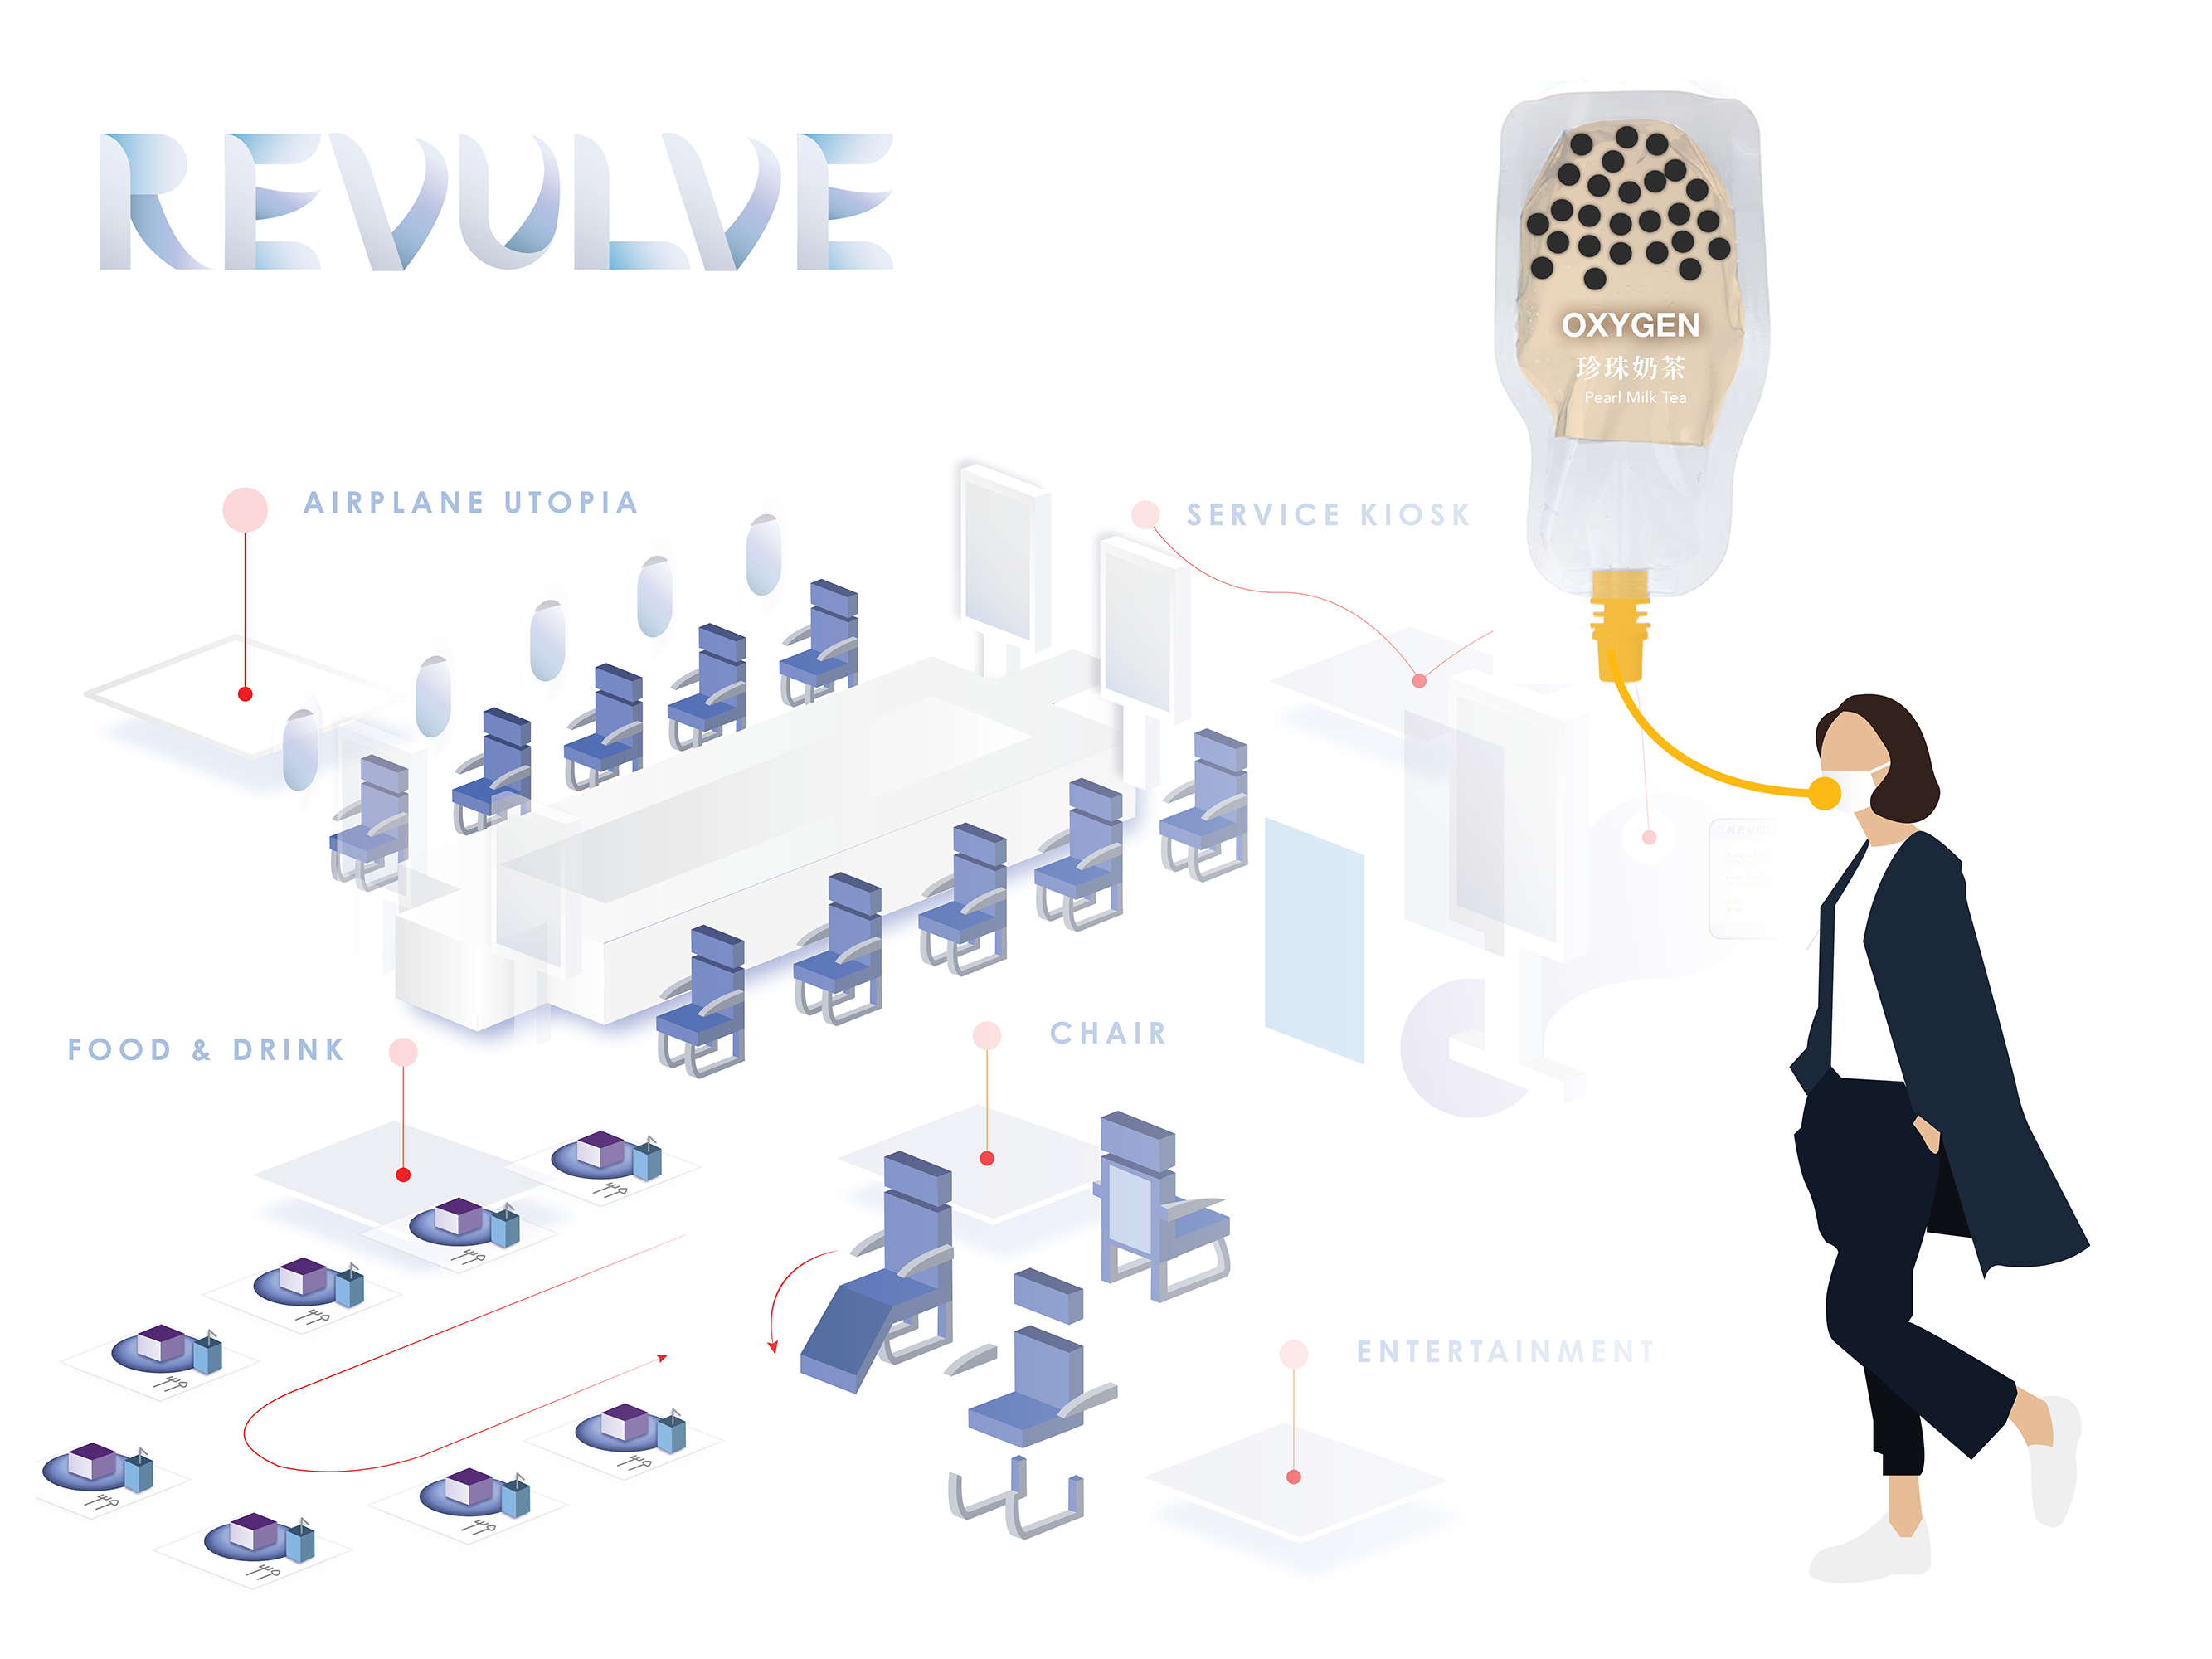 REVULVE
OXYGEN
珍珠奶茶
Pearl Milk Tea
AIRPLANE UTOPIA
SERVICE KIOSK
FOOD & DRINK
CHAIR
ENTERTAINMENT